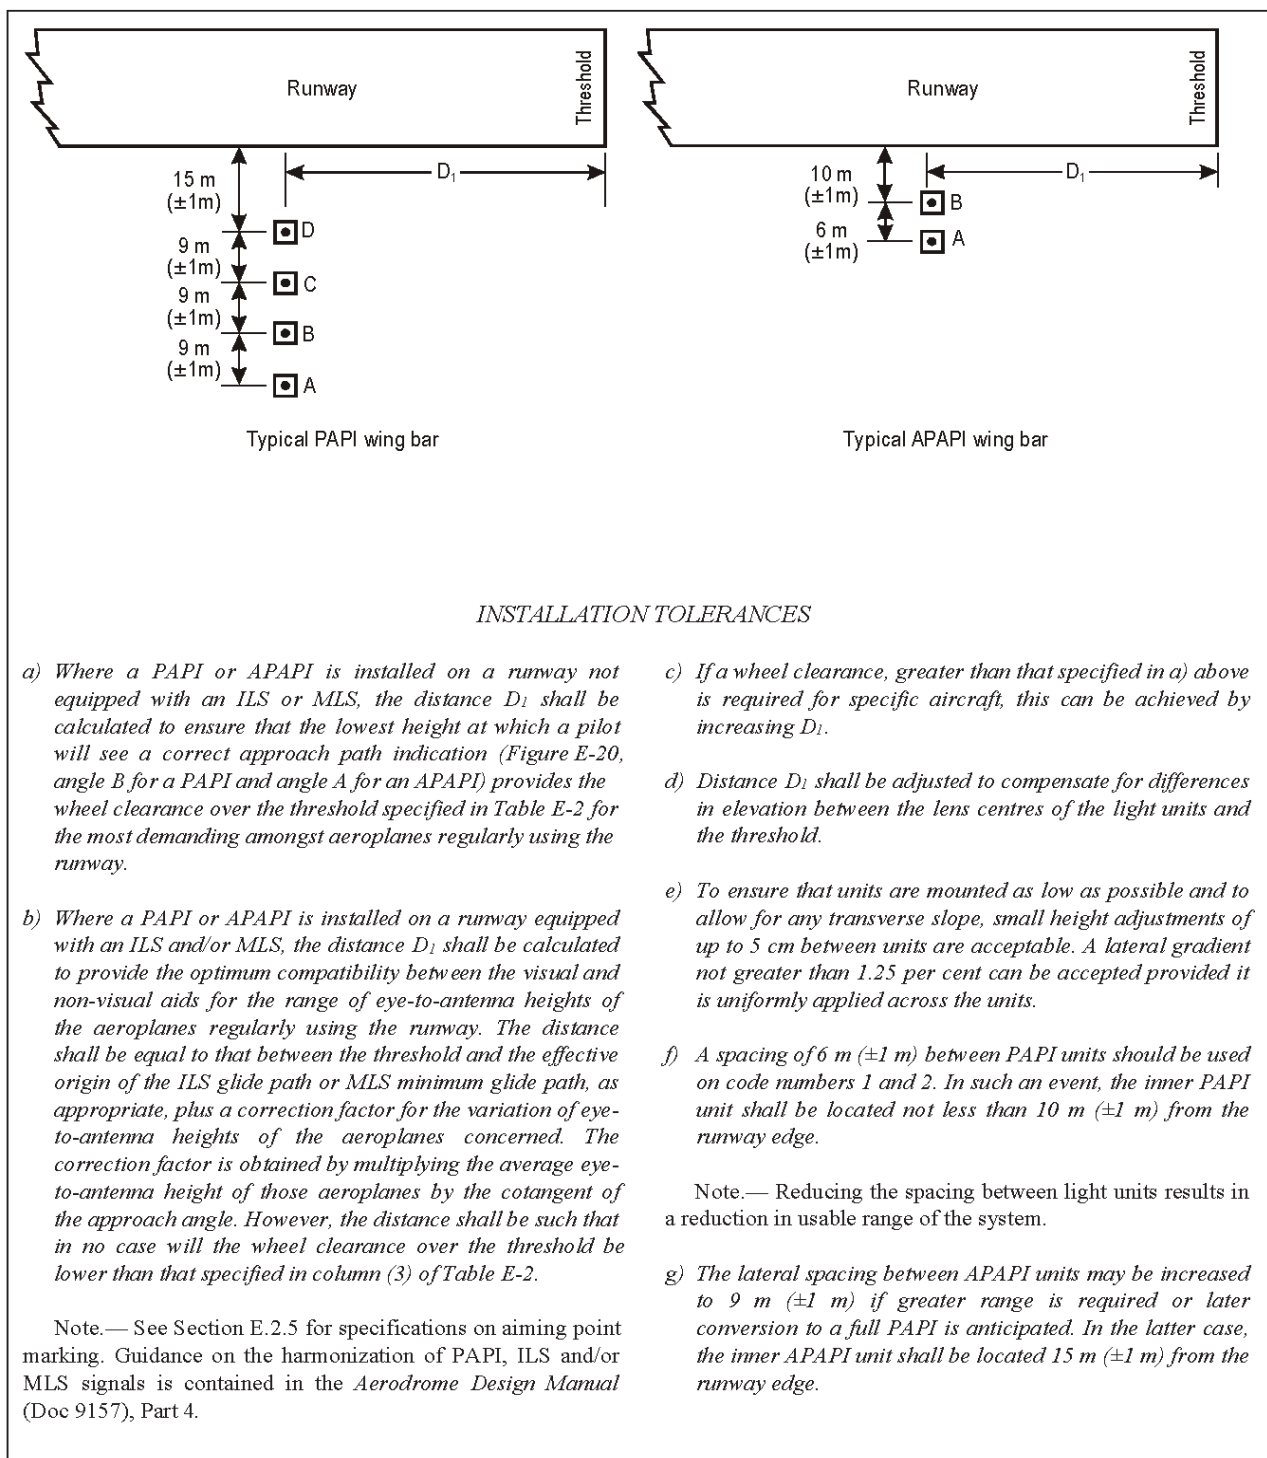 Runway
Threshold
D1
15 m
(±1m)
D
9 m
(±1m)
C
9 m
(±1m)
B
9 m
(±1m)
A
Typical PAPI wing bar
Runway
Threshold
D1
10 m
(±1m)
B
6 m
(±1m)
A
Typical APAPI wing bar
INSTALLATION TOLERANCES
a) Where a PAPI or APAPI is installed on a runway not
equipped with an ILS or MLS, the distance D1 shall be
calculated to ensure that the lowest height at which a pilot
will see a correct approach path indication (Figure E-20,
angle B for a PAPI and angle A for an APAPI) provides the
wheel clearance over the threshold specified in Table E-2 for
the most demanding amongst aeroplanes regularly using the
runway.
b) Where a PAPI or APAPI is installed on a runway equipped
with an ILS and/or MLS, the distance D1 shall be calculated
to provide the optimum compatibility between the visual and
non-visual aids for the range of eye-to-antenna heights of
the aeroplanes regularly using the runway. The distance
shall be equal to that between the threshold and the effective
origin of the ILS glide path or MLS minimum glide path, as
appropriate, plus a correction factor for the variation of eye-
to-antenna heights of the aeroplanes concerned. The
correction factor is obtained by multiplying the average eye-
to-antenna height of those aeroplanes by the cotangent of
the approach angle. However, the distance shall be such that
in no case will the wheel clearance over the threshold be
lower than that specified in column (3) of Table E-2.
Note.— See Section E.2.5 for specifications on aiming point
marking. Guidance on the harmonization of PAPI, ILS and/or
MLS signals is contained in the Aerodrome Design Manual
(Doc 9157), Part 4.
c) If a wheel clearance, greater than that specified in a) above
is required for specific aircraft, this can be achieved by
increasing D1.
d) Distance D1 shall be adjusted to compensate for differences
in elevation between the lens centres of the light units and
the threshold.
e) To ensure that units are mounted as low as possible and to
allow for any transverse slope, small height adjustments of
up to 5 cm between units are acceptable. A lateral gradient
not greater than 1.25 per cent can be accepted provided it
is uniformly applied across the units.
f) A spacing of 6 m (±1 m) between PAPI units should be used
on code numbers 1 and 2. In such an event, the inner PAPI
unit shall be located not less than 10 m (±1 m) from the
runway edge.
Note.— Reducing the spacing between light units results in
a reduction in usable range of the system.
g) The lateral spacing between APAPI units may be increased
to 9 m (±1 m) if greater range is required or later
conversion to a full PAPI is anticipated. In the latter case,
the inner APAPI unit shall be located 15 m (±1 m) from the
runway edge.